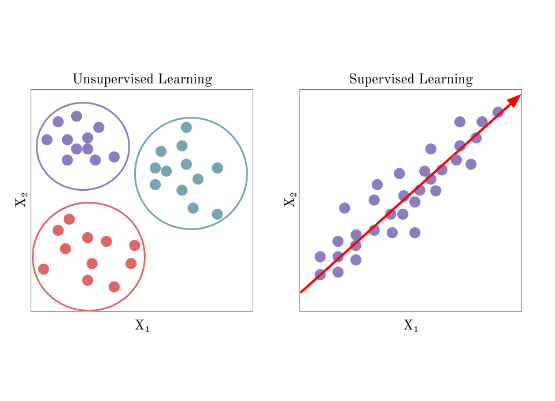 Unsupervised Learning
X₂
X₁
Supervised Learning
X₂
X₁